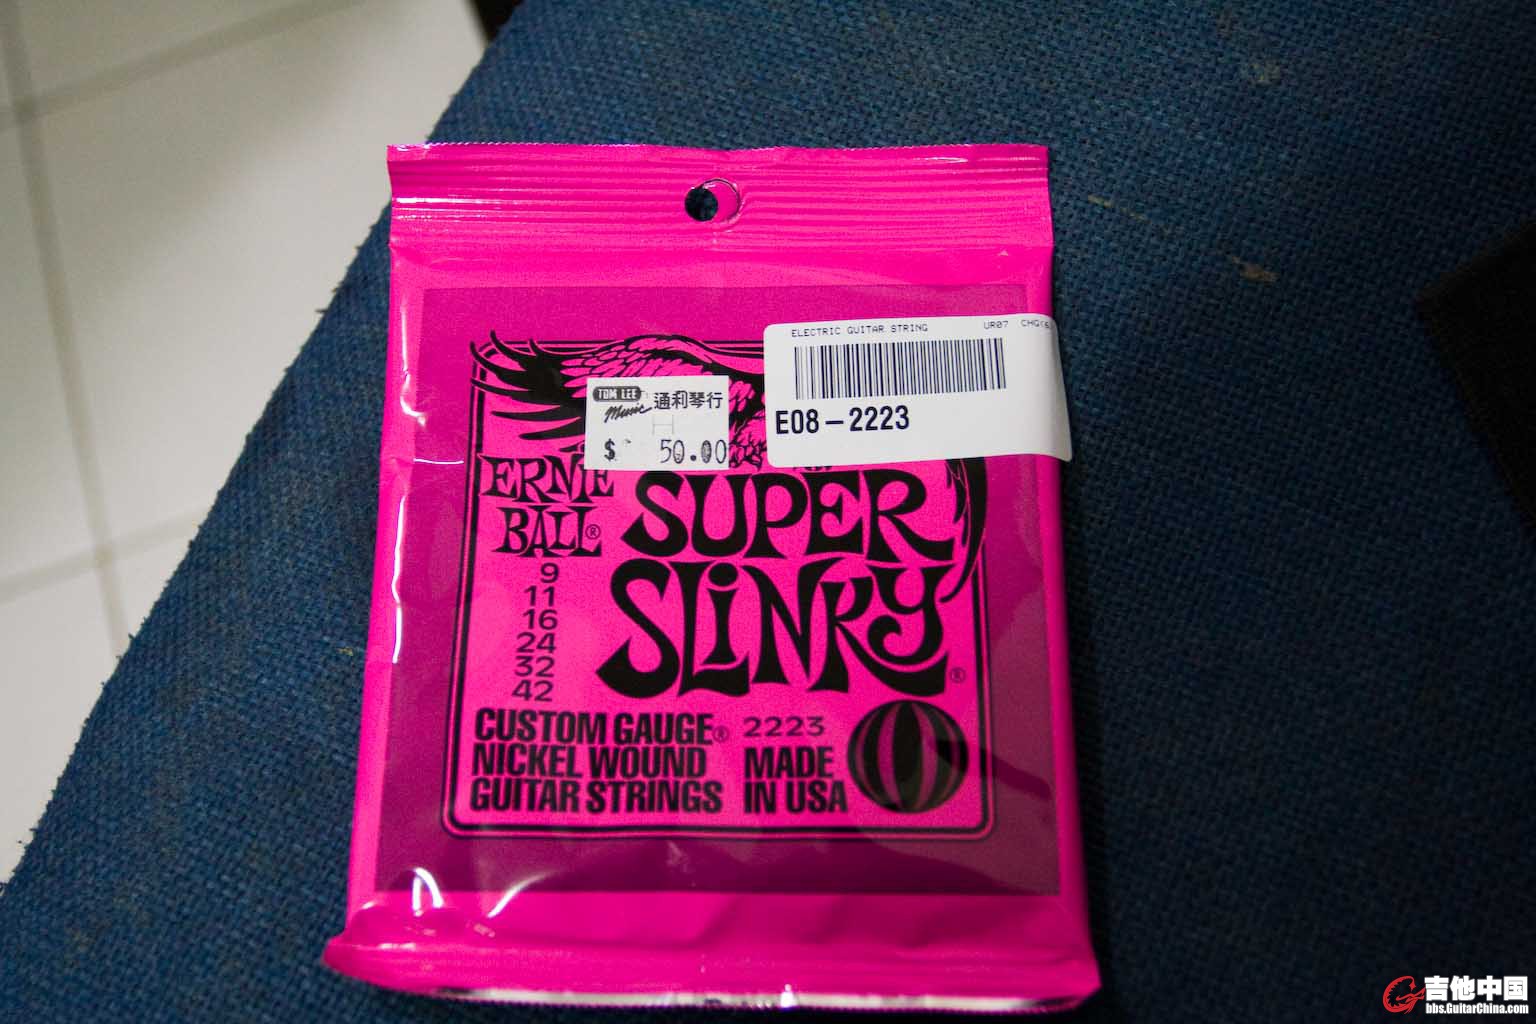 ELECTRIC GUITAR STRING UR07 CHG(6)
E08-2223
TOM LEE
Music 通利琴行
$ 50.00
ERNIE
BALL®
SUPER
SLINKY®
9
11
16
24
32
42
CUSTOM GAUGE® 2223
NICKEL WOUND MADE
GUITAR STRINGS IN USA
吉他中国
bbs.GuitarChina.com